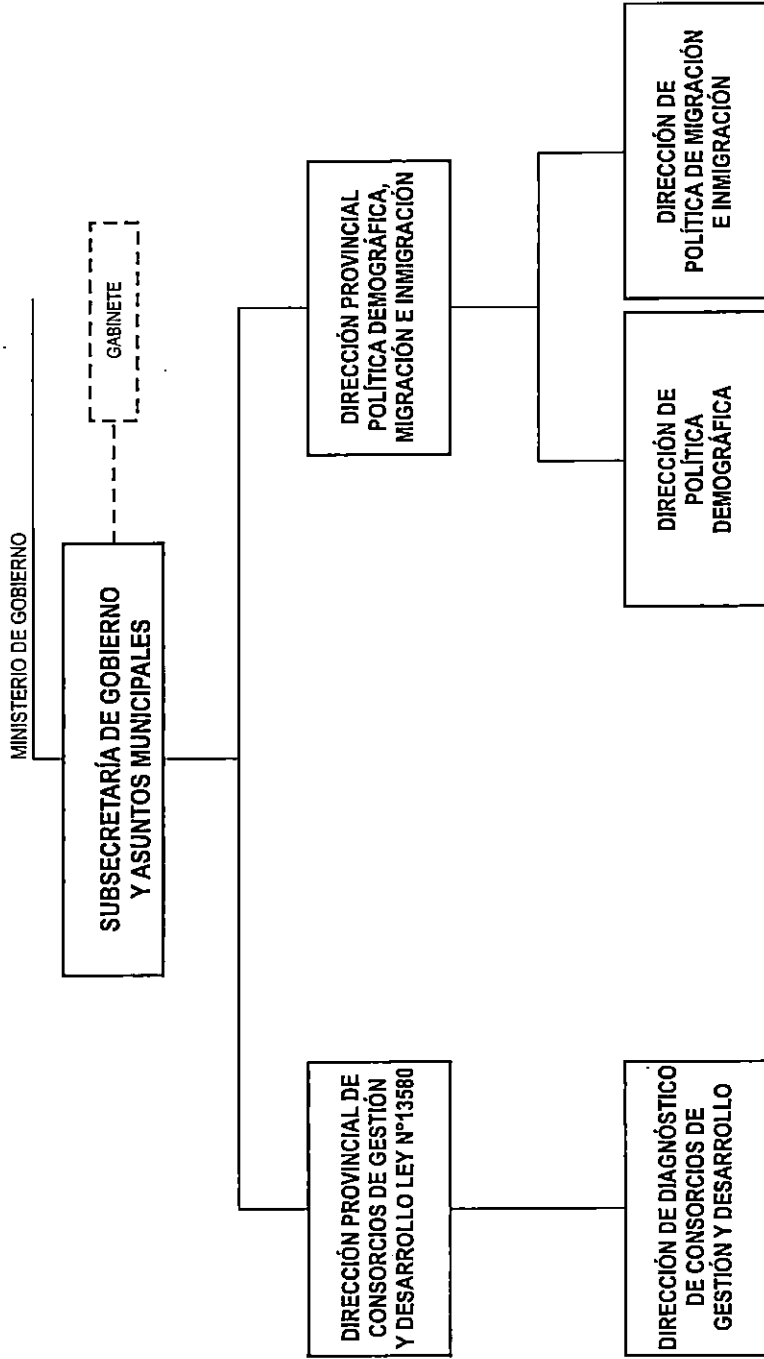 MINISTERIO DE GOBIERNO
SUBSECRETARÍA DE GOBIERNO
Y ASUNTOS MUNICIPALES
GABINETE
DIRECCIÓN PROVINCIAL DE
CONSORCIOS DE GESTIÓN
Y DESARROLLO LEY N°13580
DIRECCIÓN PROVINCIAL
POLÍTICA DEMOGRÁFICA,
MIGRACIÓN E INMIGRACIÓN
DIRECCIÓN DE DIAGNÓSTICO
DE CONSORCIOS DE
GESTIÓN Y DESARROLLO
DIRECCIÓN DE
POLÍTICA
DEMOGRÁFICA
DIRECCIÓN DE
POLÍTICA DE MIGRACIÓN
E INMIGRACIÓN